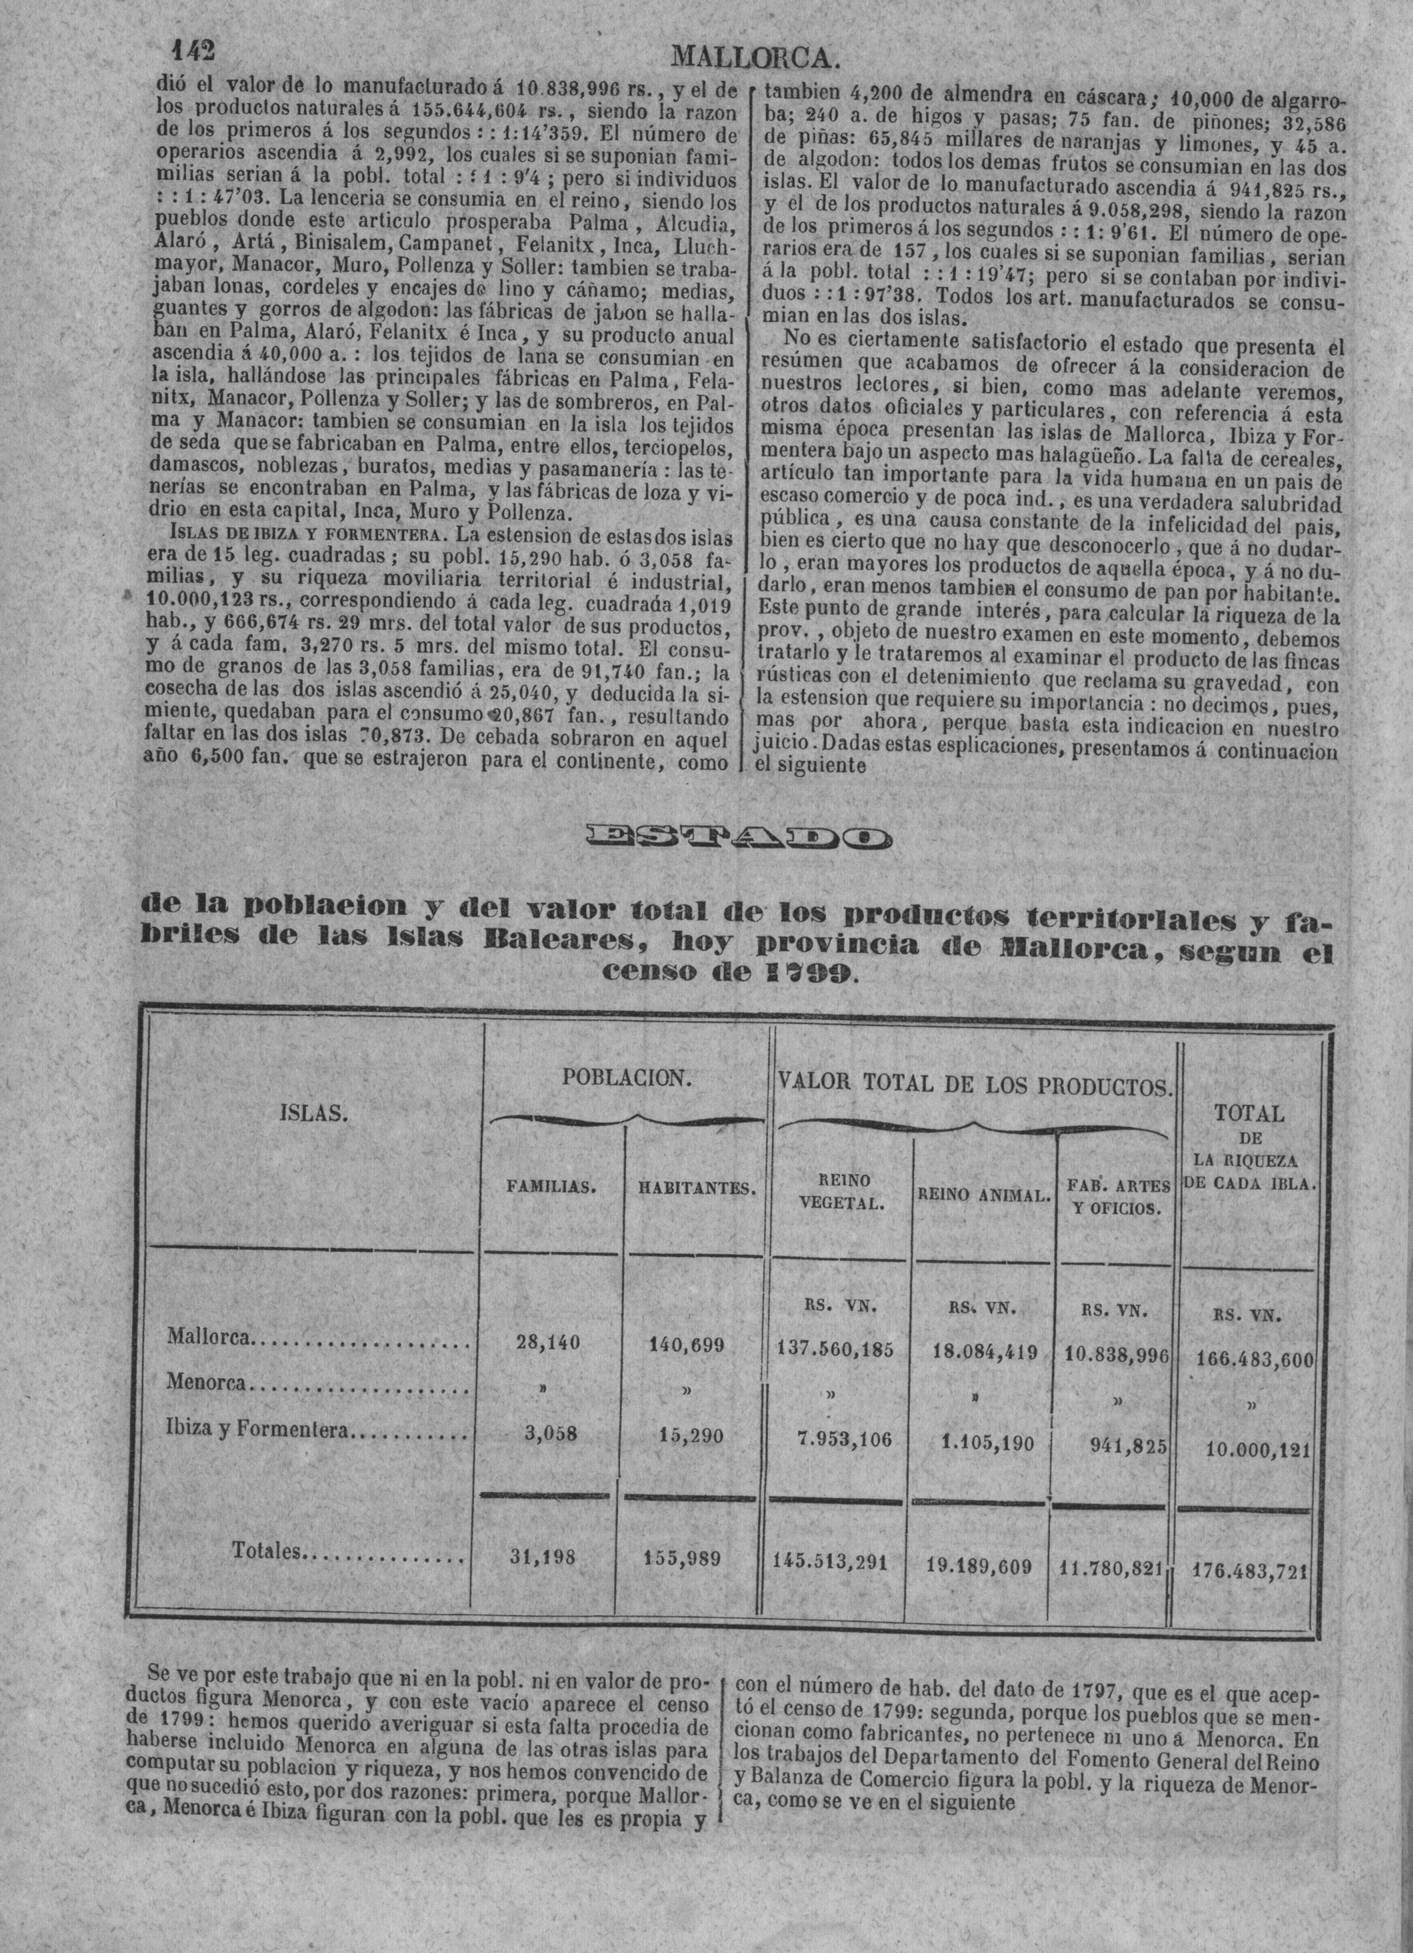 142
MALLORCA.
dió el valor de lo manufacturado á 10.838,996 rs., y el de
los productos naturales á 155.644,604 rs., siendo la razon
de los primeros á los segundos : : 1:14'359. El número de
operarios ascendia á 2,992, los cuales si se suponian fami-
milias serian á la pobl. total : : 1 : 9'4 ; pero si individuos
: : 1 : 47'03. La lenceria se consumia en el reino, siendo los
pueblos donde este articulo prosperaba Palma, Alcudia,
Alaró, Artá, Binisalem, Campanet, Felanitx, Inca, Lluch-
mayor, Manacor, Muro, Pollenza y Soller: tambien se traba-
jaban lonas, cordeles y encajes de lino y cáñamo; medias,
guantes y gorros de algodon: las fábricas de jabon se halla-
ban en Palma, Alaró, Felanitx é Inca, y su producto anual
ascendia á 40,000 a. : los tejidos de lana se consumian en
la isla, hallándose las principales fábricas en Palma, Fela-
nitx, Manacor, Pollenza y Soller; y las de sombreros, en Pal-
ma y Manacor: tambien se consumian en la isla los tejidos
de seda que se fabricaban en Palma, entre ellos, terciopelos,
damascos, noblezas, buratos, medias y pasamanería : las te-
nerías se encontraban en Palma, y las fábricas de loza y vi-
drio en esta capital, Inca, Muro y Pollenza.
ISLAS DE IBIZA Y FORMENTERA. La estension de estas dos islas
era de 15 leg. cuadradas ; su pobl. 15,290 hab. ó 3,058 fa-
milias, y su riqueza moviliaria territorial é industrial,
10.000,123 rs., correspondiendo á cada leg. cuadrada 1,019
hab., y 666,674 rs. 29 mrs. del total valor de sus productos,
y á cada fam. 3,270 rs. 5 mrs. del mismo total. El consu-
mo de granos de las 3,058 familias, era de 91,740 fan.; la
cosecha de las dos islas ascendió á 25,040, y deducida la si-
miente, quedaban para el consumo 20,867 fan., resultando
faltar en las dos islas 70,873. De cebada sobraron en aquel
año 6,500 fan. que se estrajeron para el continente, como
tambien 4,200 de almendra en cáscara; 10,000 de algarro-
ba; 240 a. de higos y pasas; 75 fan. de piñones; 32,586
de piñas: 65,845 millares de naranjas y limones, y 45 a.
de algodon: todos los demas frutos se consumian en las dos
islas. El valor de lo manufacturado ascendia á 941,825 rs.,
y el de los productos naturales á 9.058,298, siendo la razon
de los primeros á los segundos : : 1: 9'61. El número de ope-
rarios era de 157, los cuales si se suponian familias, serian
á la pobl. total : : 1 : 19'47; pero si se contaban por indivi-
duos : : 1 : 97'38. Todos los art. manufacturados se consu-
mian en las dos islas.
No es ciertamente satisfactorio el estado que presenta el
resúmen que acabamos de ofrecer á la consideracion de
nuestros lectores, si bien, como mas adelante veremos,
otros datos oficiales y particulares, con referencia á esta
misma época presentan las islas de Mallorca, Ibiza y For-
mentera bajo un aspecto mas halagüeño. La falta de cereales,
artículo tan importante para la vida humana en un pais de
escaso comercio y de poca ind., es una verdadera salubridad
pública, es una causa constante de la infelicidad del pais,
bien es cierto que no hay que desconocerlo, que á no dudar-
lo, eran mayores los productos de aquella época, y á no du-
darlo, eran menos tambien el consumo de pan por habitante.
Este punto de grande interés, para calcular la riqueza de la
prov., objeto de nuestro examen en este momento, debemos
tratarlo y le trataremos al examinar el producto de las fincas
rústicas con el detenimiento que reclama su gravedad, con
la estension que requiere su importancia : no decimos, pues,
mas por ahora, perque basta esta indicacion en nuestro
juicio. Dadas estas esplicaciones, presentamos á continuacion
el siguiente
ESTADO
de la poblacion y del valor total de los productos territoriales y fa-
briles de las Islas Baleares, hoy provincia de Mallorca, segun el
censo de 1799.
ISLAS.
POBLACION.
VALOR TOTAL DE LOS PRODUCTOS.
TOTAL
DE
LA RIQUEZA
DE CADA IBLA.
FAMILIAS.
HABITANTES.
REINO
VEGETAL.
REINO ANIMAL.
FAB. ARTES
Y OFICIOS.
RS. VN. RS. VN. RS. VN. RS. VN.
Mallorca.................... 28,140 140,699 137.560,185 18.084,419 10.838,996 166.483,600
Menorca..................... » » » » » »
Ibiza y Formentera........... 3,058 15,290 7.953,106 1.105,190 941,825 10.000,121
Totales............... 31,198 155,989 145.513,291 19.189,609 11.780,821 176.483,721
Se ve por este trabajo que ni en la pobl. ni en valor de pro-
ductos figura Menorca, y con este vacío aparece el censo
de 1799: hemos querido averiguar si esta falta procedia de
haberse incluido Menorca en alguna de las otras islas para
computar su poblacion y riqueza, y nos hemos convencido de
que no sucedió esto, por dos razones: primera, porque Mallor-
ca, Menorca é Ibiza figuran con la pobl. que les es propia y
con el número de hab. del dato de 1797, que es el que acep-
tó el censo de 1799: segunda, porque los pueblos que se men-
cionan como fabricantes, no pertenece ni uno á Menorca. En
los trabajos del Departamento del Fomento General del Reino
y Balanza de Comercio figura la pobl. y la riqueza de Menor-
ca, como se ve en el siguiente